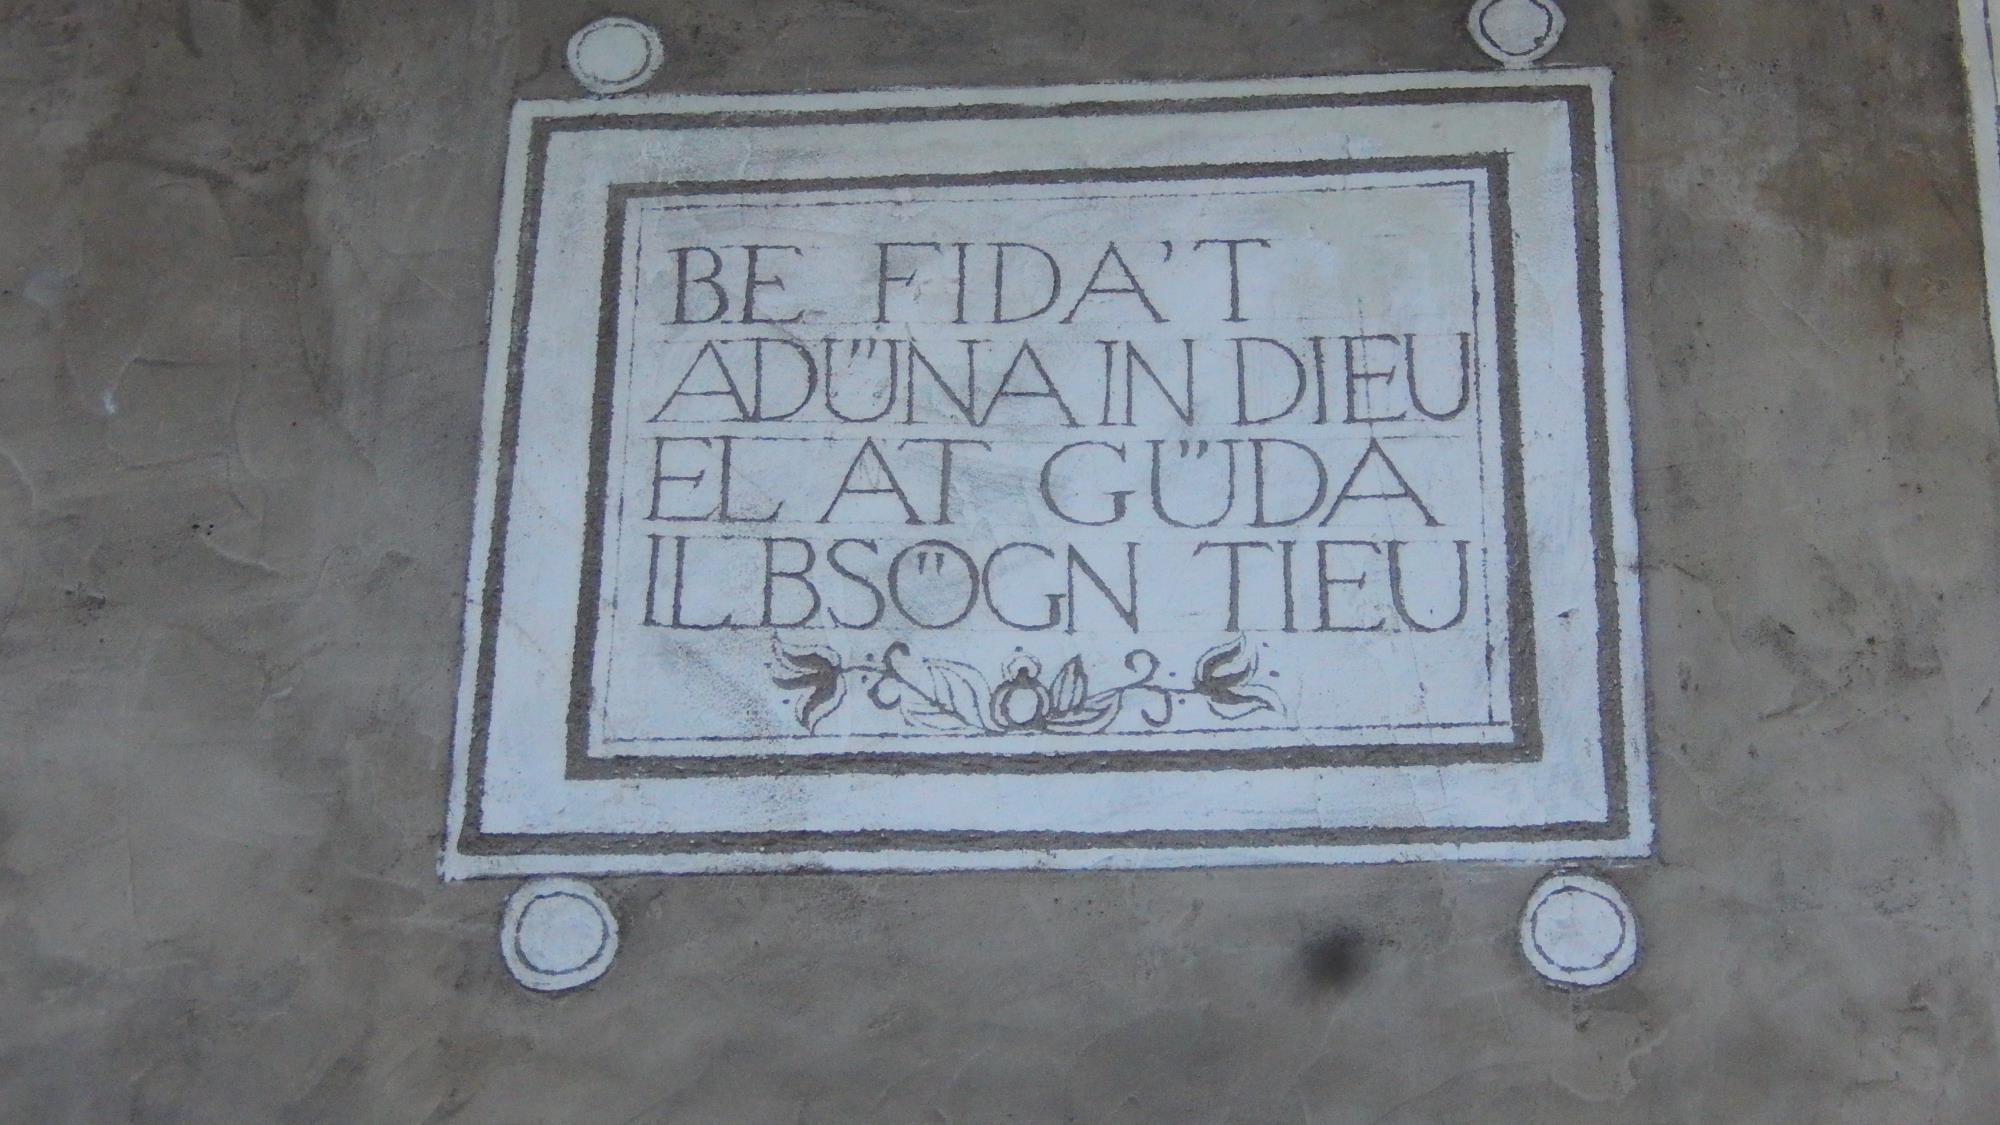 BE FIDA'T
ADÜNA IN DIEU
EL AT GÜDA
IL BSÖGN TIEU